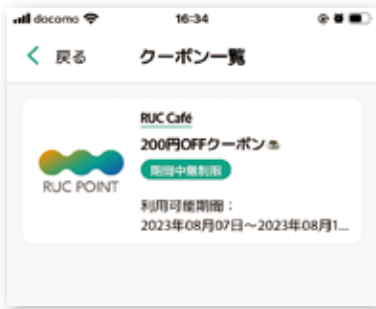 docomo 16:34
戻る クーポン一覧
RUC Café
200円OFFクーポン
期間中無制限
RUC POINT
利用可能期間：
2023年08月07日～2023年08月1...